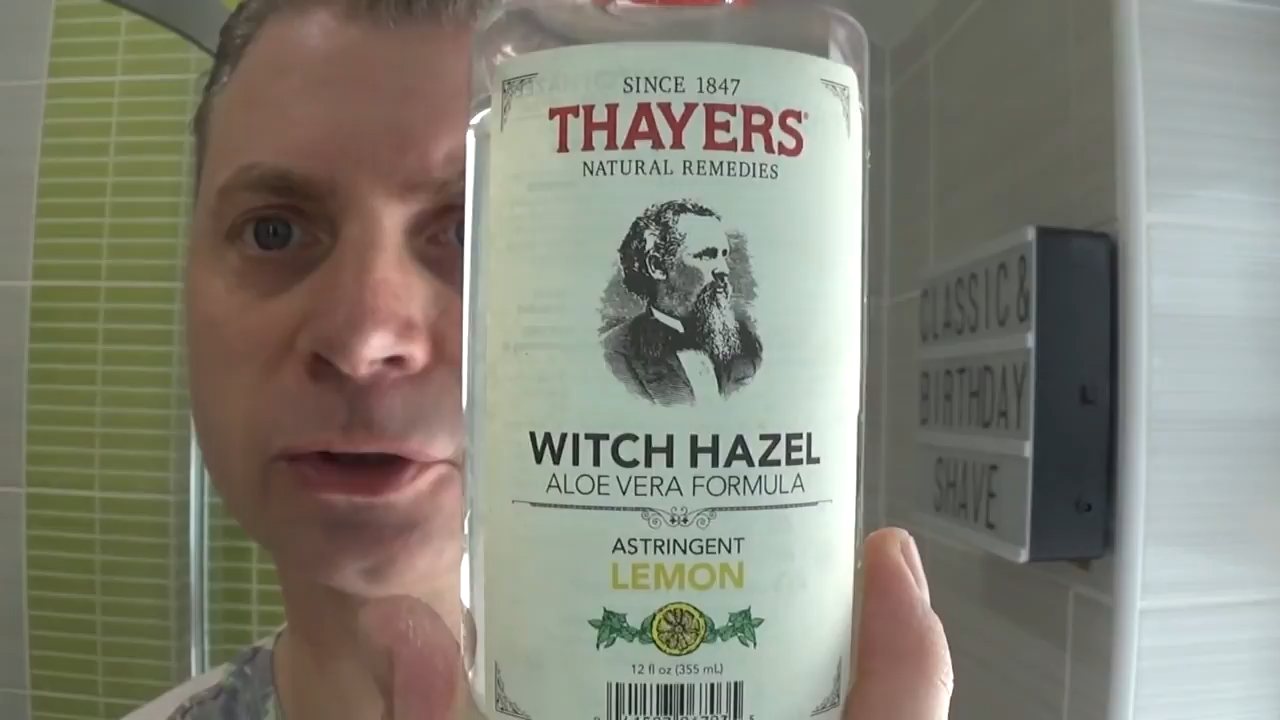 SINCE 1847
THAYERS
NATURAL REMEDIES
WITCH HAZEL
ALOE VERA FORMULA
ASTRINGENT
LEMON
12 fl oz (355 mL)
CLASSIC &
BIRTHDAY
SHAVE